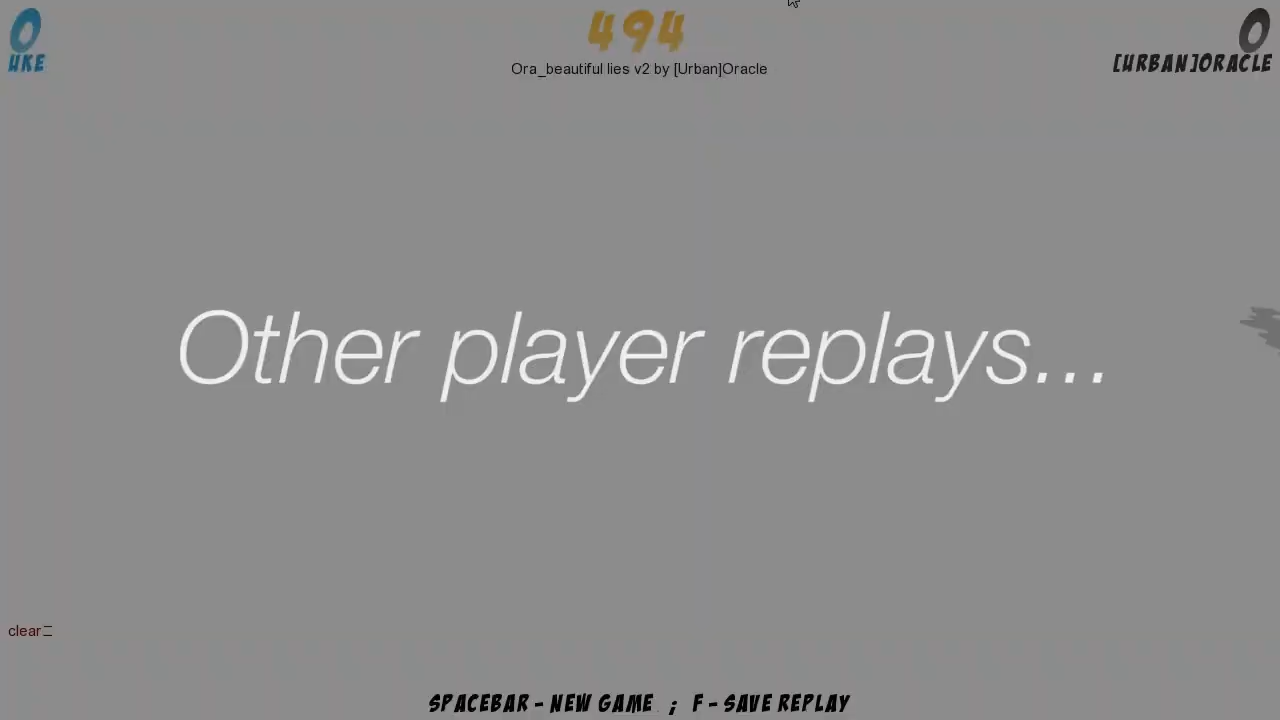 0
UKE
494
Ora_beautiful lies v2 by [Urban]Oracle
0
[URBAN]ORACLE
Other player replays...
clear
SPACEBAR - NEW GAME ; F - SAVE REPLAY